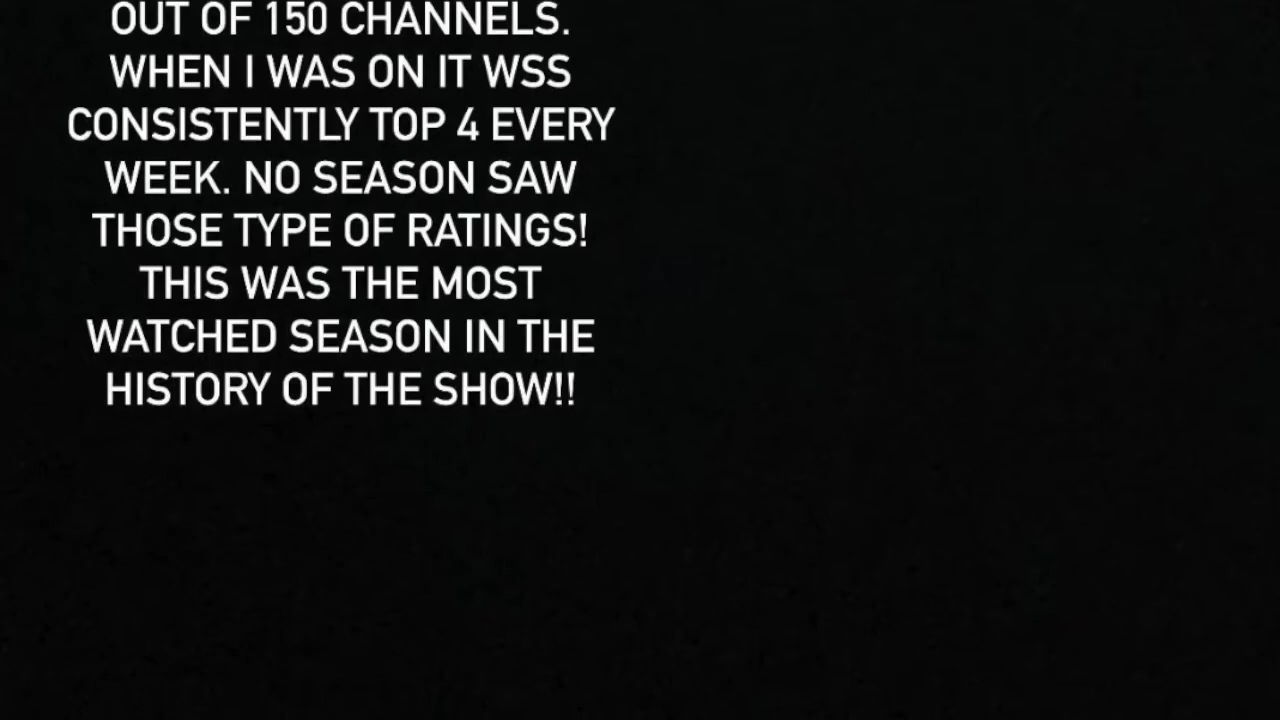 OUT OF 150 CHANNELS.
WHEN I WAS ON IT WSS
CONSISTENTLY TOP 4 EVERY
WEEK. NO SEASON SAW
THOSE TYPE OF RATINGS!
THIS WAS THE MOST
WATCHED SEASON IN THE
HISTORY OF THE SHOW!!